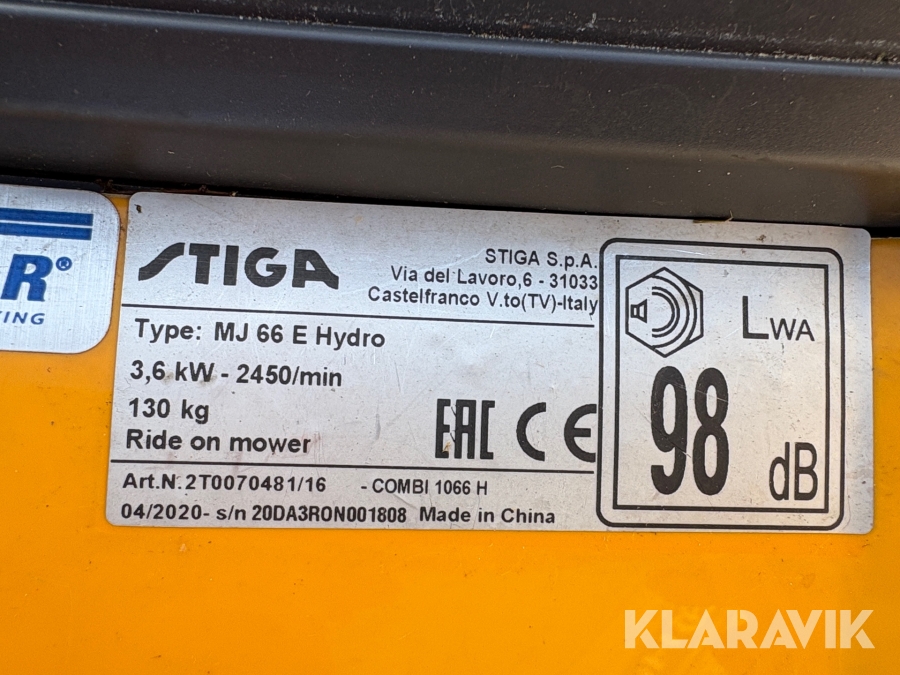 R®
ING
STIGA
STIGA S.p.A.
Via del Lavoro,6 - 31033
Castelfranco V.to(TV)-Italy
Type: MJ 66 E Hydro
3,6 kW - 2450/min
130 kg
Ride on mower
EAC CE
Art.N.2T0070481/16 - COMBI 1066 H
04/2020- s/n 20DA3RON001808 Made in China
LWA
98
dB
KLARAVIK